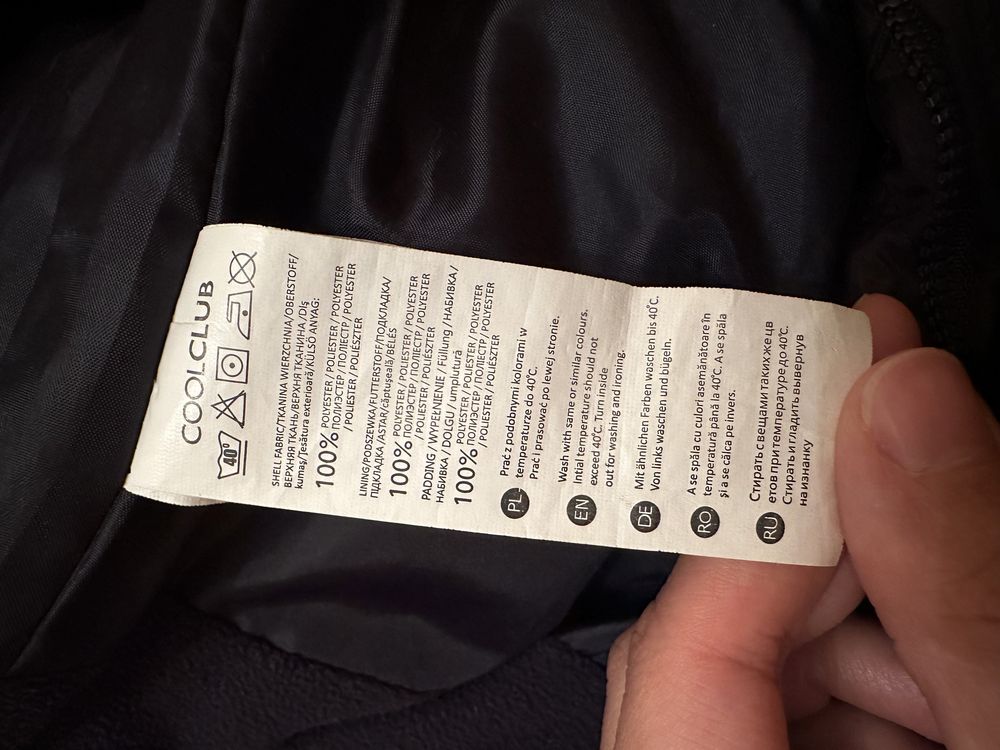 COOLCLUB
40°
SHELL FABRIC/TKANINA WIERZCHNIA/OBERSTOFF/
ВЕРХНЯЯ ТКАНЬ/ВЕРХНЯ ТКАНИНА /Dış
kumaş/Țesătura exterioară/KÜLSŐ ANYAG:
100% POLYESTER / POLIESTER / POLYESTER
ПОЛИЭСТЕР / ПОЛІЕСТР / POLYESTER
/ POLIESTER / POLIÉSZTER
LINING/PODSZEWKA/FUTTERSTOFF/ПОДКЛАДКА/
ПІДКЛАДКА /ASTAR/căptușeală/BÉLÉS
100% POLYESTER / POLIESTER / POLYESTER
ПОЛИЭСТЕР / ПОЛІЕСТР / POLYESTER
/ POLIESTER / POLIÉSZTER
PADDING / WYPEŁNIENIE / Füllung / НАБИВКА /
НАБИВКА / DOLGU / umplutură
100% POLYESTER / POLIESTER / POLYESTER
ПОЛИЭСТЕР / ПОЛІЕСТР / POLYESTER
/ POLIESTER / POLIÉSZTER
PL Prać z podobnymi kolorami w
temperaturze do 40°C.
Prać i prasować po lewej stronie.
EN Wash with same or similar colours.
Intial temperature should not
exceed 40°C. Turn inside
out for washing and ironing.
DE Mit ähnlichen Farben waschen bis 40°C.
Von links waschen und bügeln.
RO A se spăla cu culori asemănătoare în
temperatură până la 40°C. A se spăla
şi a se călca pe invers.
RU Стирать с вещами таких же цв
етов при температуре до 40°C.
Стирать и гладить вывернув
на изнанку